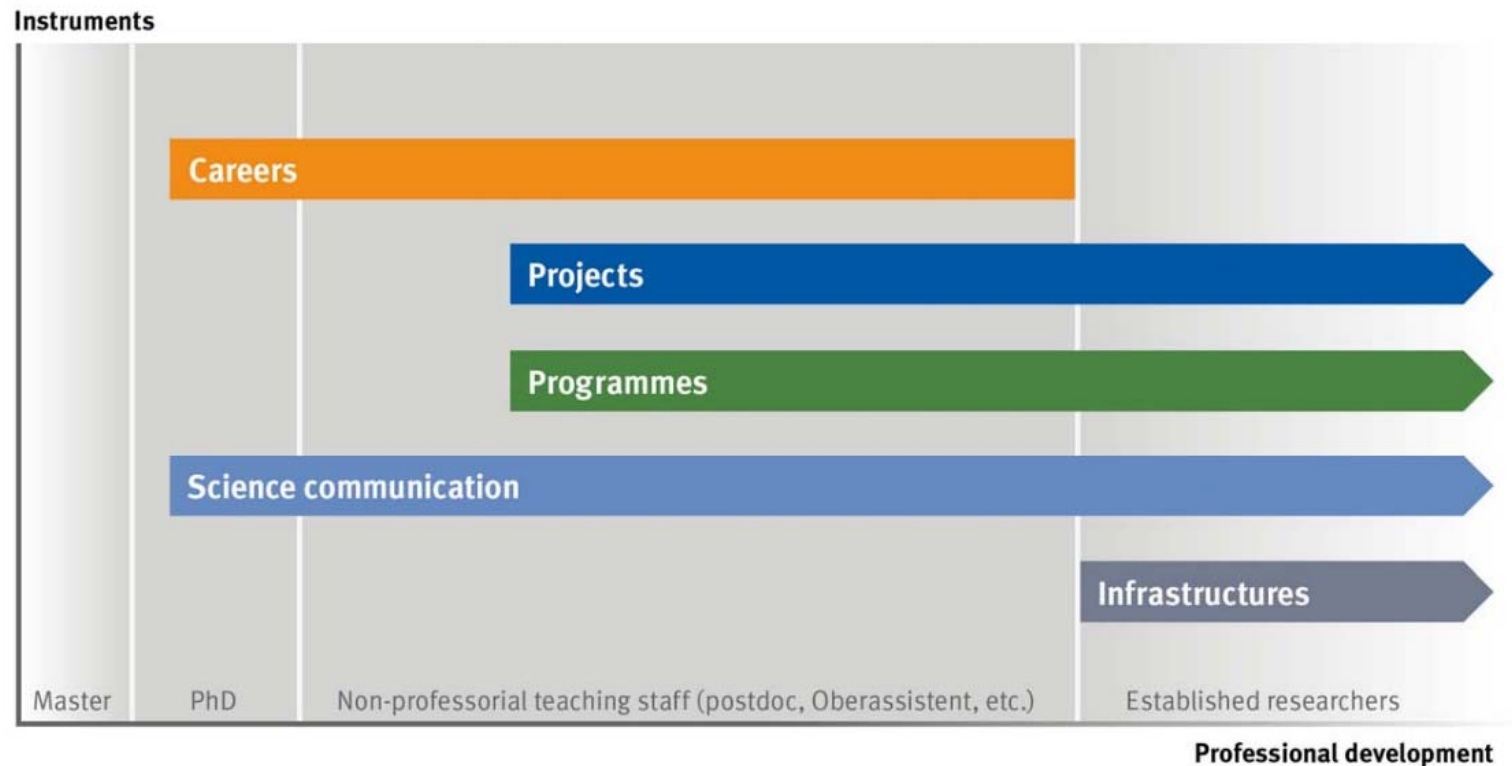 Instruments
Careers
Projects
Programmes
Science communication
Infrastructures
Master
PhD
Non-professorial teaching staff (postdoc, Oberassistent, etc.)
Established researchers
Professional development